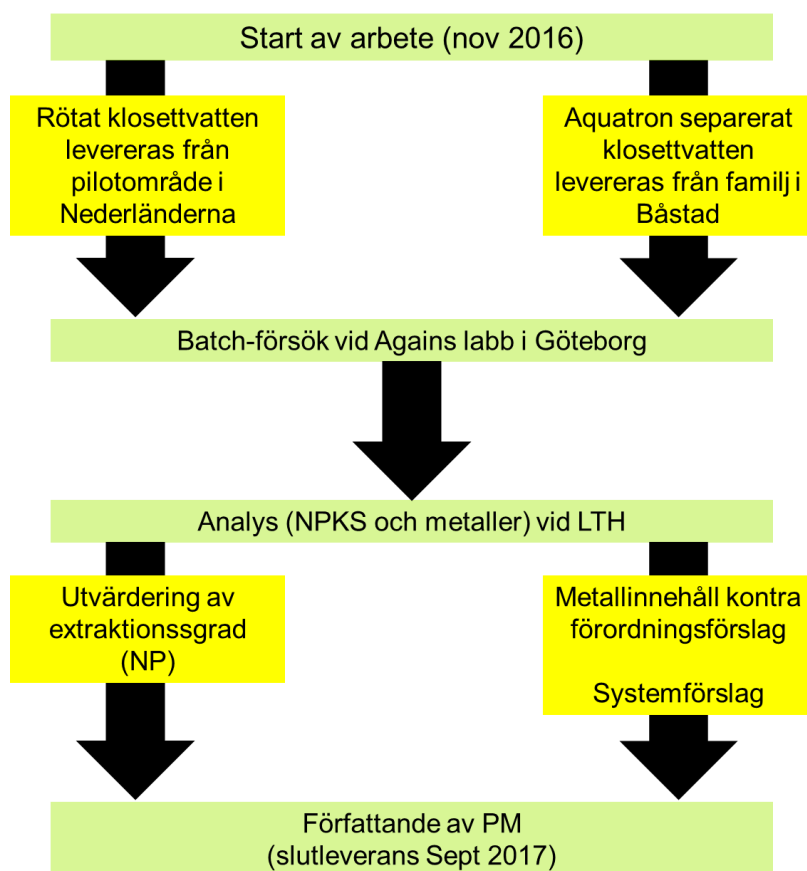 Start av arbete (nov 2016)
Rötat klosettvatten
levereras från
pilotområde i
Nederländerna
Aquatron separerat
klosettvatten
levereras från familj i
Båstad
Batch-försök vid Agains labb i Göteborg
Analys (NPKS och metaller) vid LTH
Utvärdering av
extraktionssgrad
(NP)
Metallinnehåll kontra
förordningsförslag
Systemförslag
Författande av PM
(slutleverans Sept 2017)